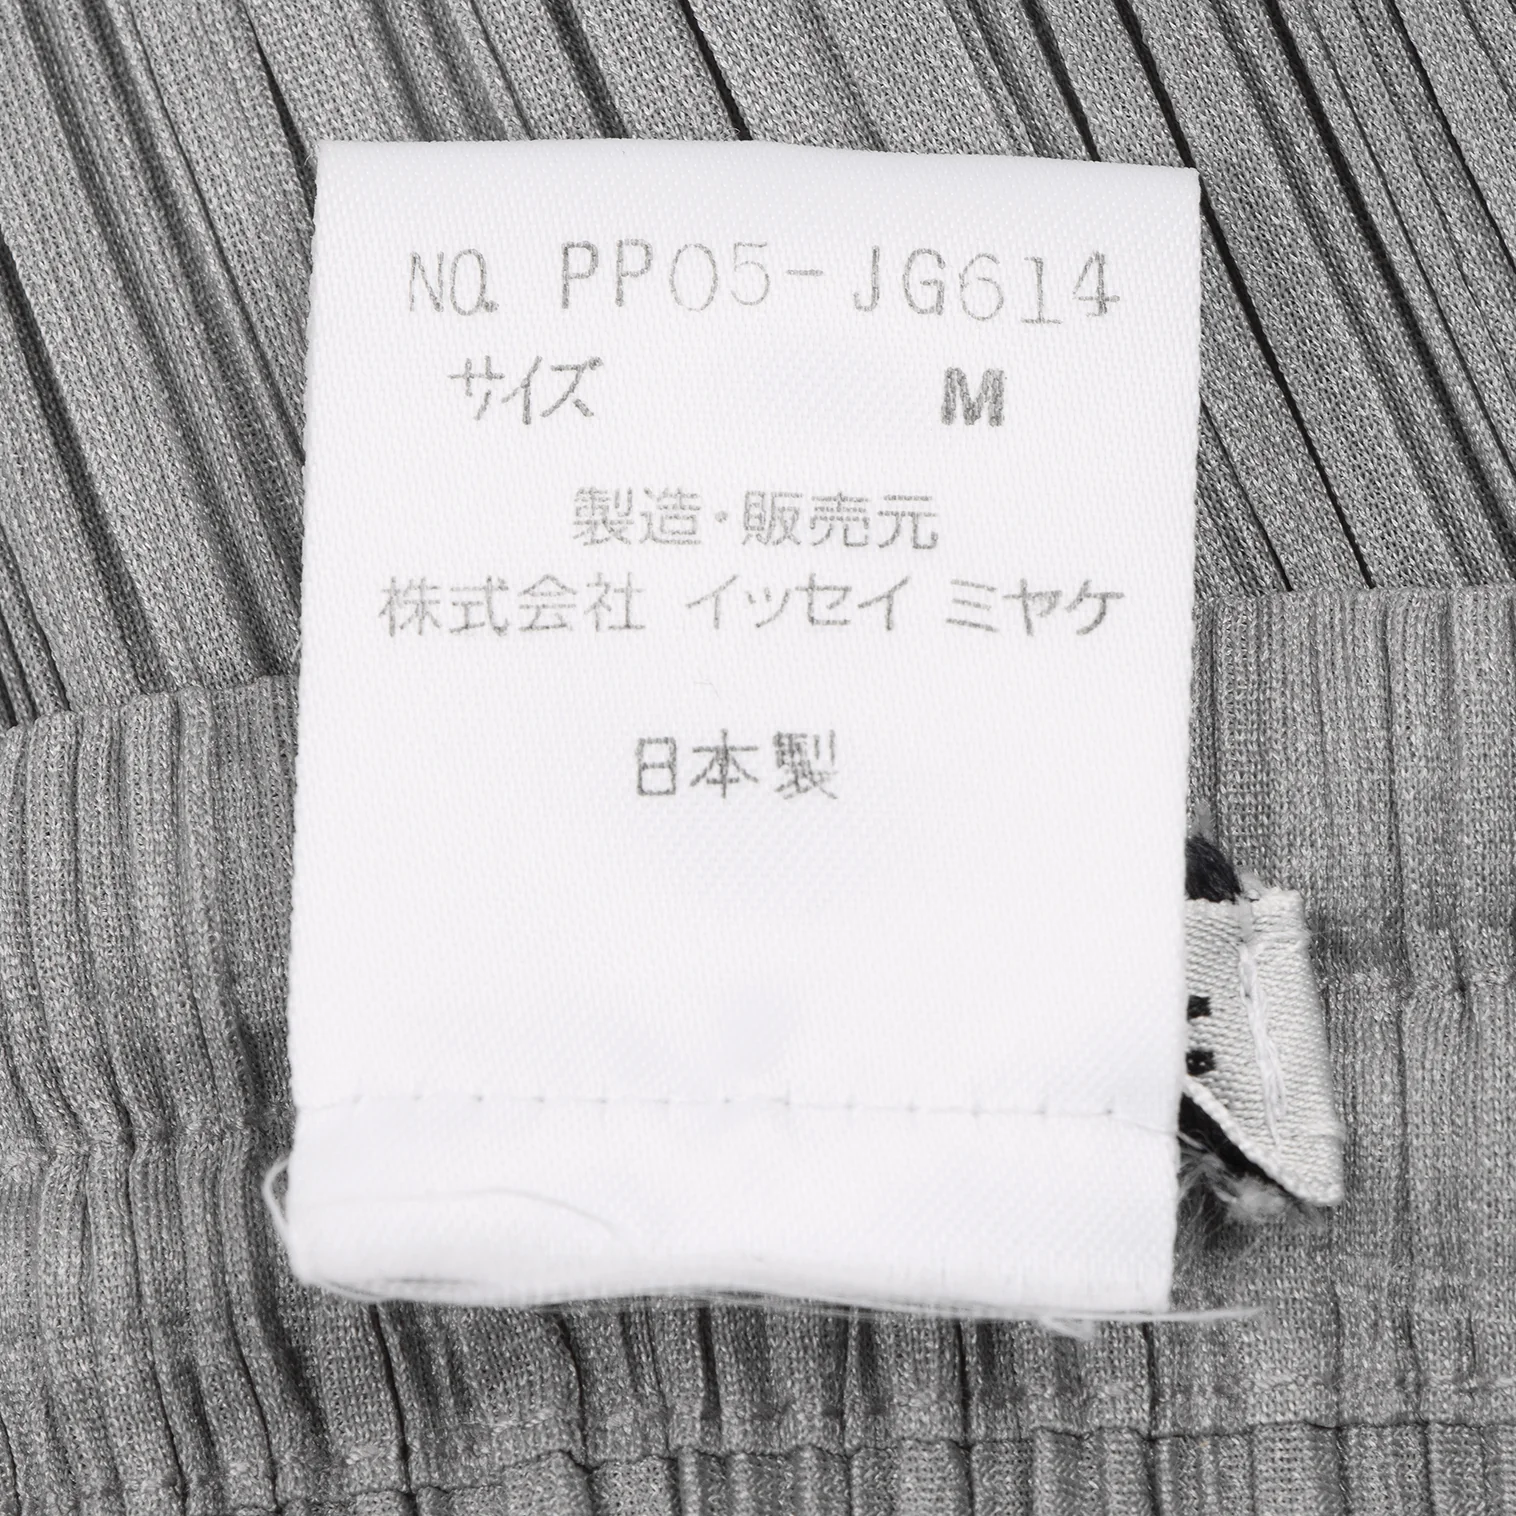 NO. PP05-JG614
サイズ M
製造・販売元
株式会社 イッセイ ミヤケ
日本製